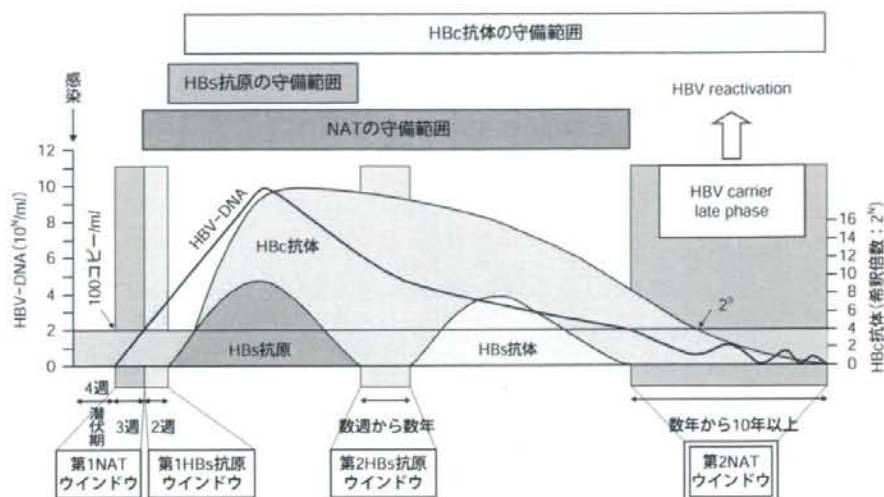 HBc抗体の守備範囲
HBs抗原の守備範囲
HBV reactivation
NATの守備範囲
感染
HBV carrier
late phase
HBV-DNA(10ᴺ/ml)
12
10
8
6
4
2
0
100コピー/ml
HBV-DNA
HBc抗体
HBs抗原
HBs抗体
2⁵
16
14
12
10
8
6
4
2
0
HBc抗体(希釈倍数:2ᴺ)
4週
潜伏期
3週
2週
数週から数年
数年から10年以上
第1NAT
ウインドウ
第1HBs抗原
ウインドウ
第2HBs抗原
ウインドウ
第2NAT
ウインドウ